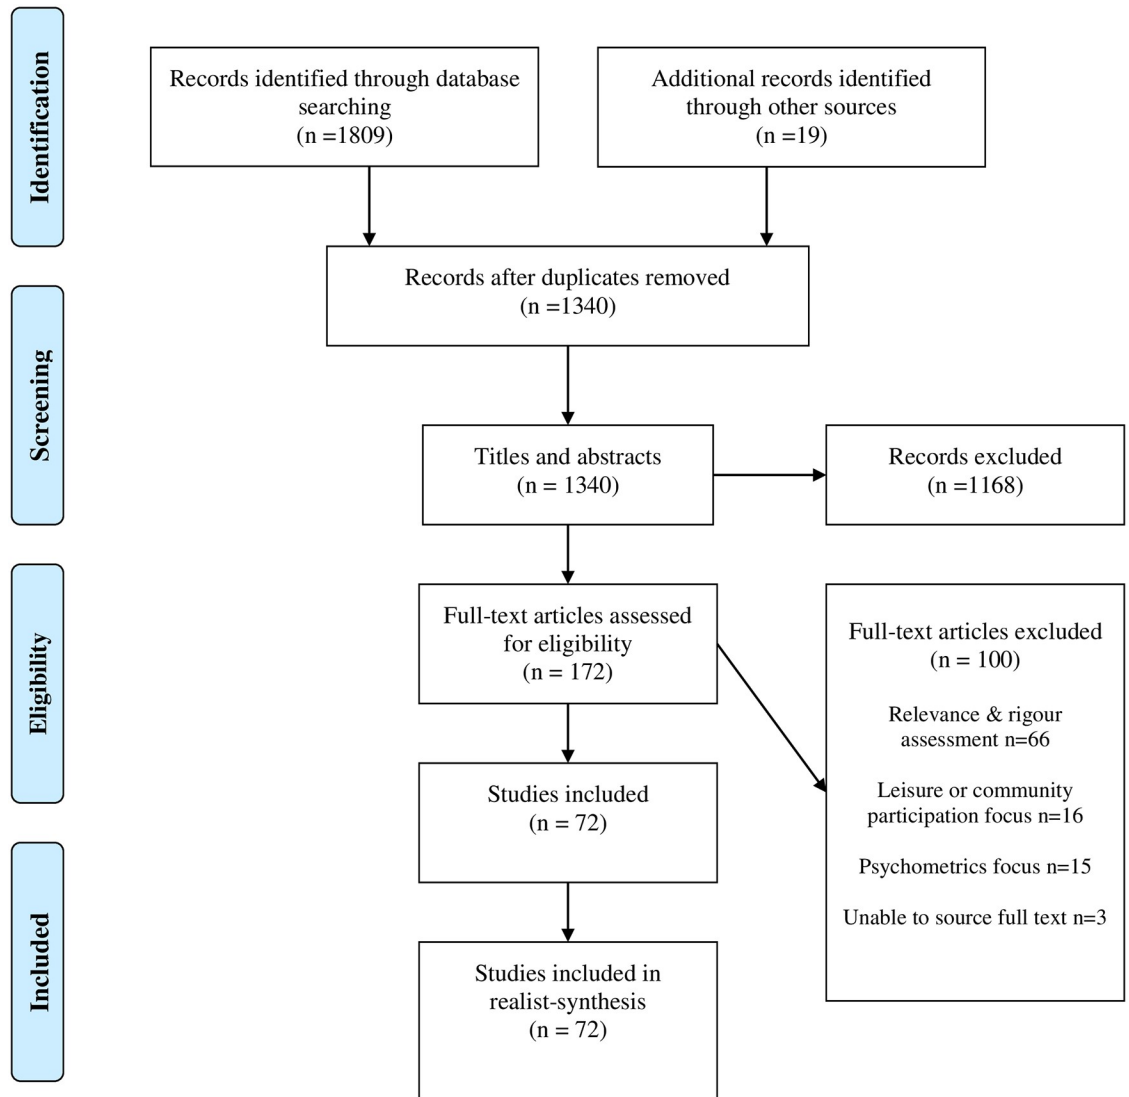 Identification
Records identified through database
searching
(n =1809)
Additional records identified
through other sources
(n =19)
Records after duplicates removed
(n =1340)
Screening
Titles and abstracts
(n = 1340)
Records excluded
(n =1168)
Eligibility
Full-text articles assessed
for eligibility
(n = 172)
Full-text articles excluded
(n = 100)
Relevance & rigour
assessment n=66
Leisure or community
participation focus n=16
Psychometrics focus n=15
Unable to source full text n=3
Studies included
(n = 72)
Included
Studies included in
realist-synthesis
(n = 72)